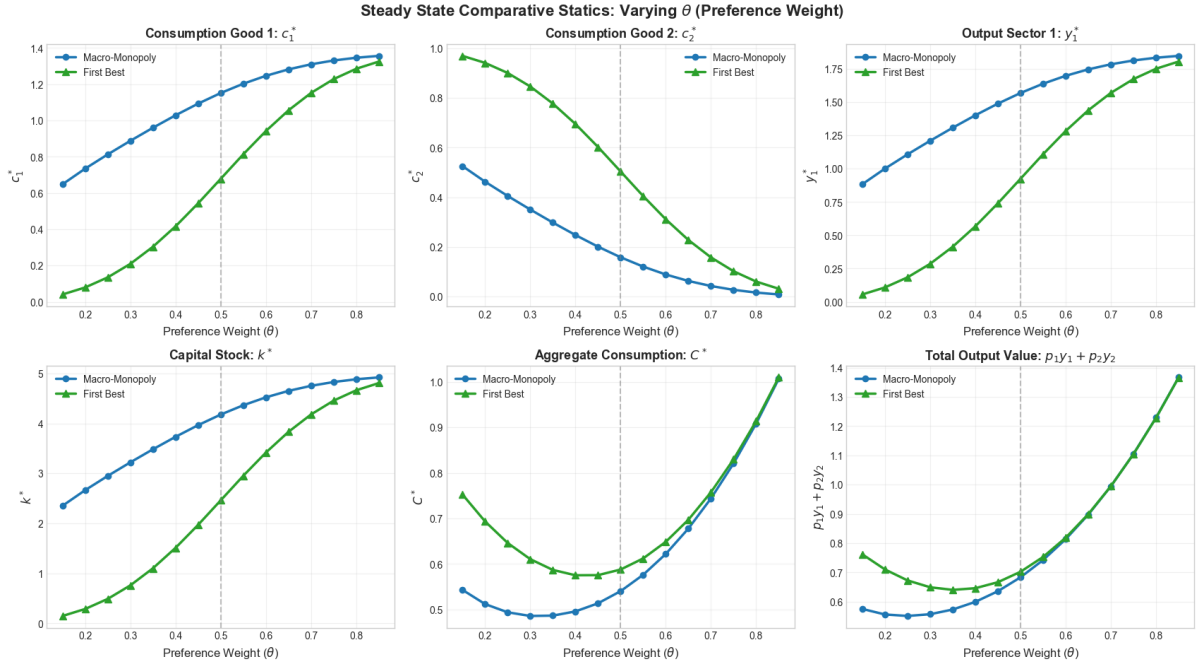 Steady State Comparative Statics: Varying θ (Preference Weight)
Consumption Good 1: c₁*
Macro-Monopoly
First Best
1.4
1.2
1.0
0.8
0.6
0.4
0.2
0.0
c₁*
0.2 0.3 0.4 0.5 0.6 0.7 0.8
Preference Weight (θ)
Consumption Good 2: c₂*
Macro-Monopoly
First Best
1.0
0.8
0.6
0.4
0.2
0.0
c₂*
0.2 0.3 0.4 0.5 0.6 0.7 0.8
Preference Weight (θ)
Output Sector 1: y₁*
Macro-Monopoly
First Best
1.75
1.50
1.25
1.00
0.75
0.50
0.25
0.00
y₁*
0.2 0.3 0.4 0.5 0.6 0.7 0.8
Preference Weight (θ)
Capital Stock: k*
Macro-Monopoly
First Best
5
4
3
2
1
0
k*
0.2 0.3 0.4 0.5 0.6 0.7 0.8
Preference Weight (θ)
Aggregate Consumption: C*
Macro-Monopoly
First Best
1.0
0.9
0.8
0.7
0.6
0.5
C*
0.2 0.3 0.4 0.5 0.6 0.7 0.8
Preference Weight (θ)
Total Output Value: p₁y₁ + p₂y₂
Macro-Monopoly
First Best
1.4
1.3
1.2
1.1
1.0
0.9
0.8
0.7
0.6
p₁y₁ + p₂y₂
0.2 0.3 0.4 0.5 0.6 0.7 0.8
Preference Weight (θ)